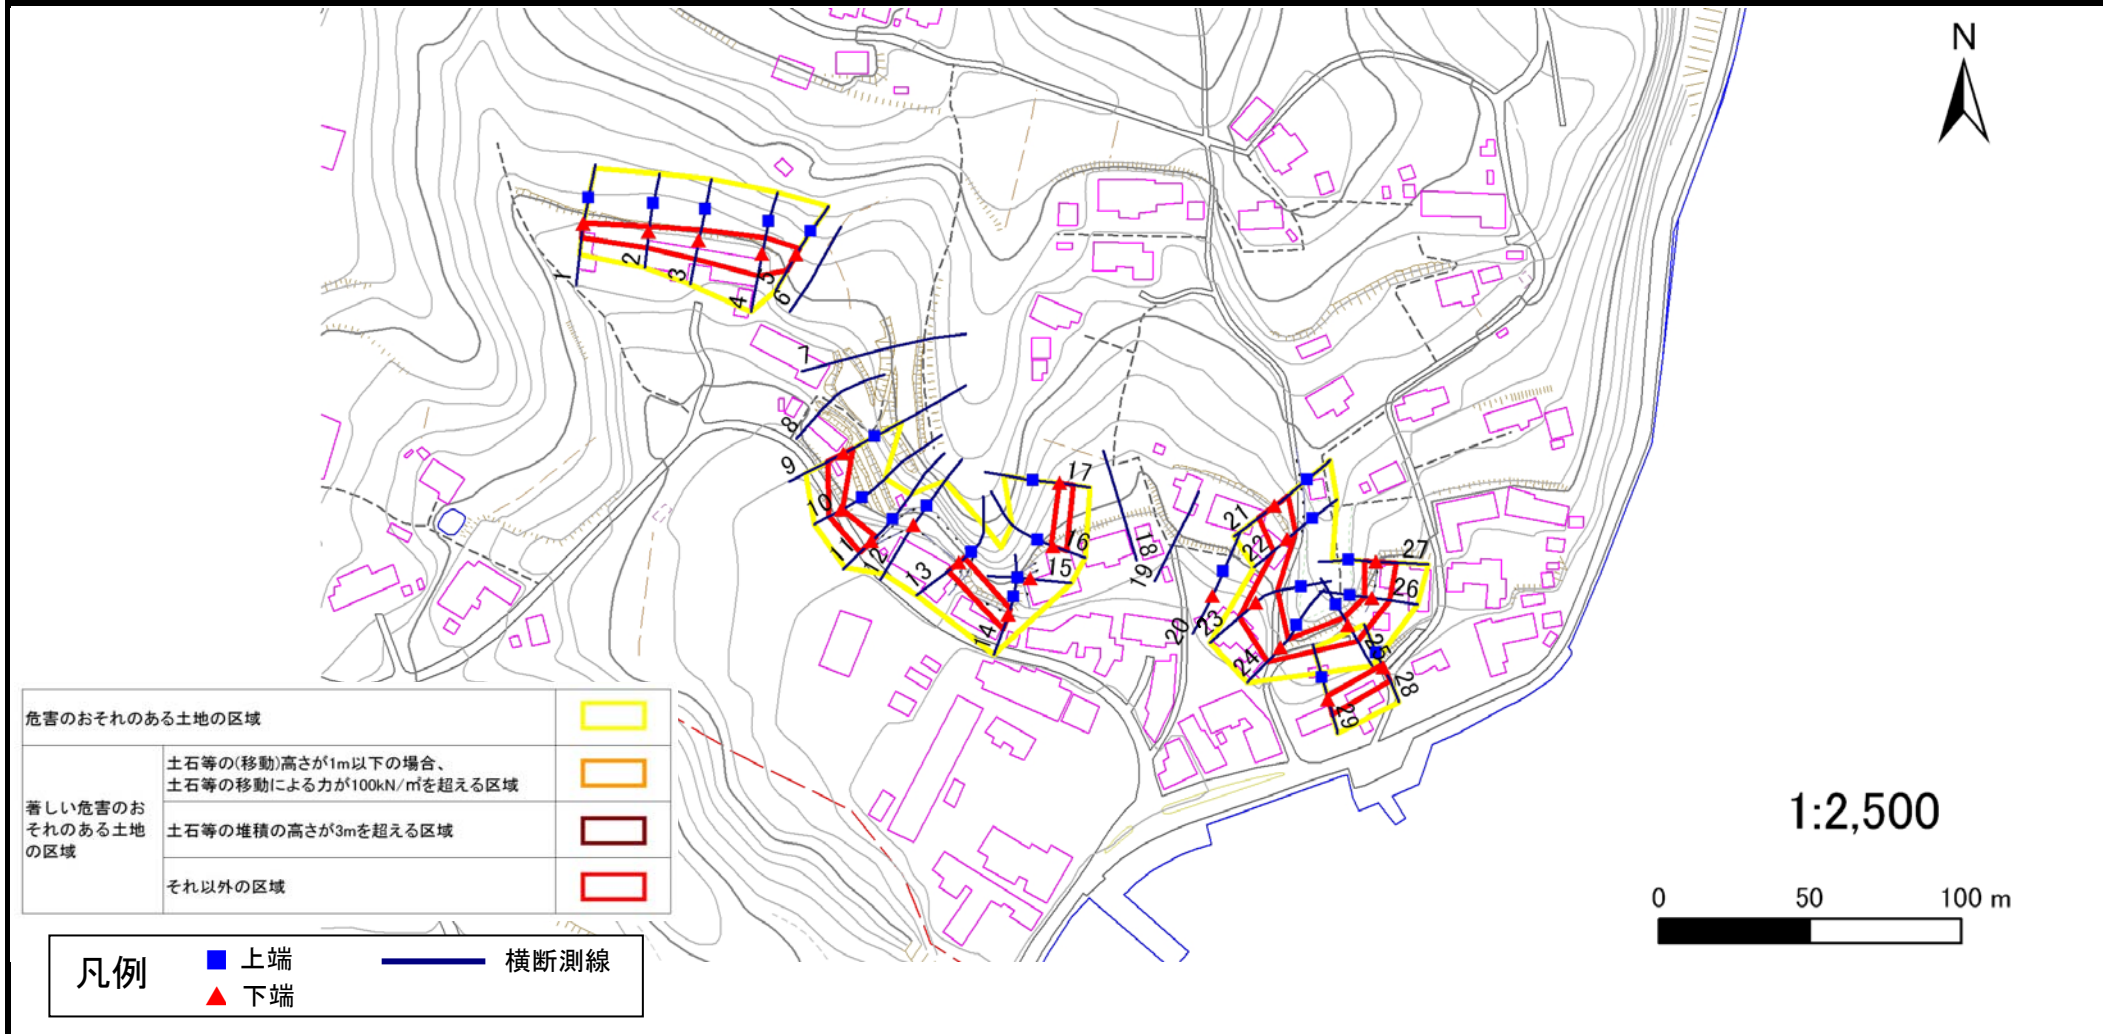 N
1
2
3
4
5
6
7
8
9
10
11
12
13
14
15
16
17
18
19
20
21
22
23
24
25
26
27
28
29
危害のおそれのある土地の区域
著しい危害のお
それのある土地
の区域
土石等の(移動)高さが1m以下の場合、
土石等の移動による力が100kN/㎡を超える区域
土石等の堆積の高さが3mを超える区域
それ以外の区域
凡例
上端
下端
横断測線
1:2,500
0 50 100 m